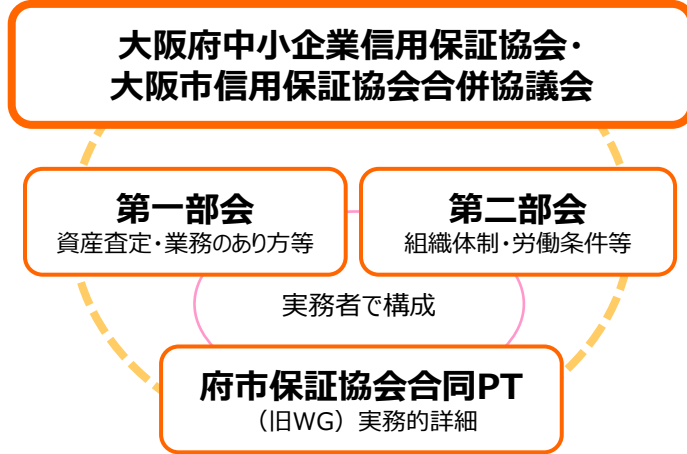 大阪府中小企業信用保証協会・
大阪市信用保証協会合併協議会
第一部会
資産査定・業務のあり方等
第二部会
組織体制・労働条件等
実務者で構成
府市保証協会合同PT
（旧WG）実務的詳細